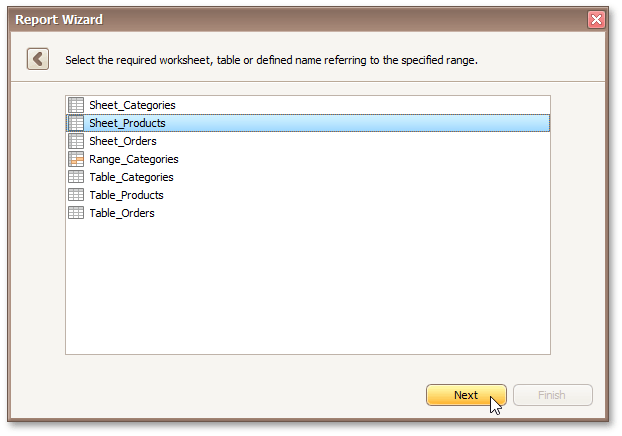 Report Wizard
Select the required worksheet, table or defined name referring to the specified range.
Sheet_Categories
Sheet_Products
Sheet_Orders
Range_Categories
Table_Categories
Table_Products
Table_Orders
Next
Finish